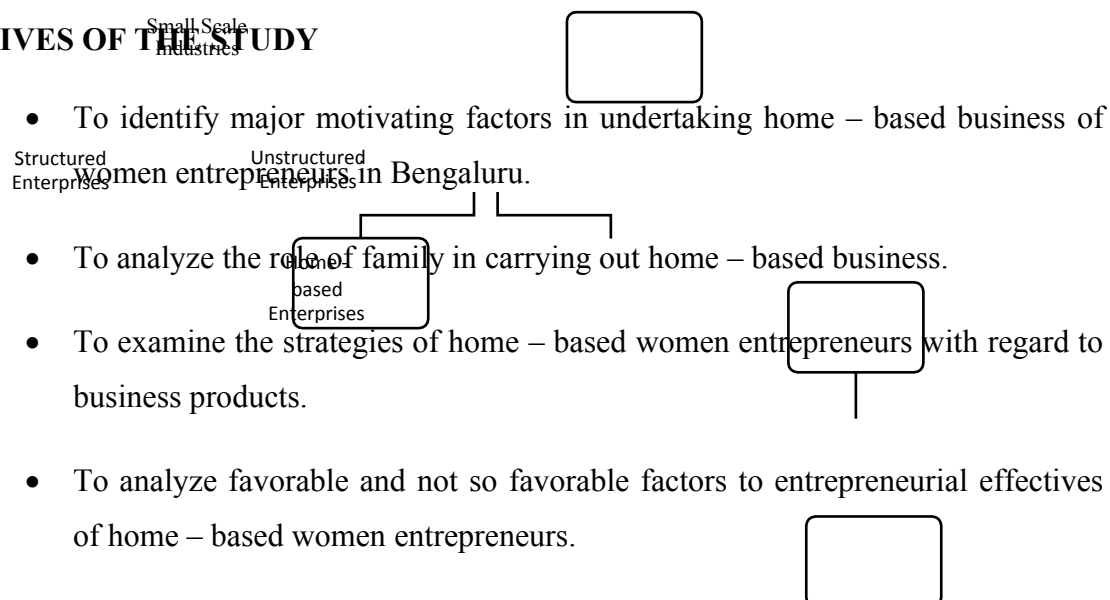 Small Scale
Industries
IVES OF THE STUDY
• To identify major motivating factors in undertaking home – based business of
women entrepreneurs in Bengaluru.
Structured
Enterprises
Unstructured
Enterprises
• To analyze the role of family in carrying out home – based business.
Home -
based
Enterprises
• To examine the strategies of home – based women entrepreneurs with regard to
business products.
• To analyze favorable and not so favorable factors to entrepreneurial effectives
of home – based women entrepreneurs.